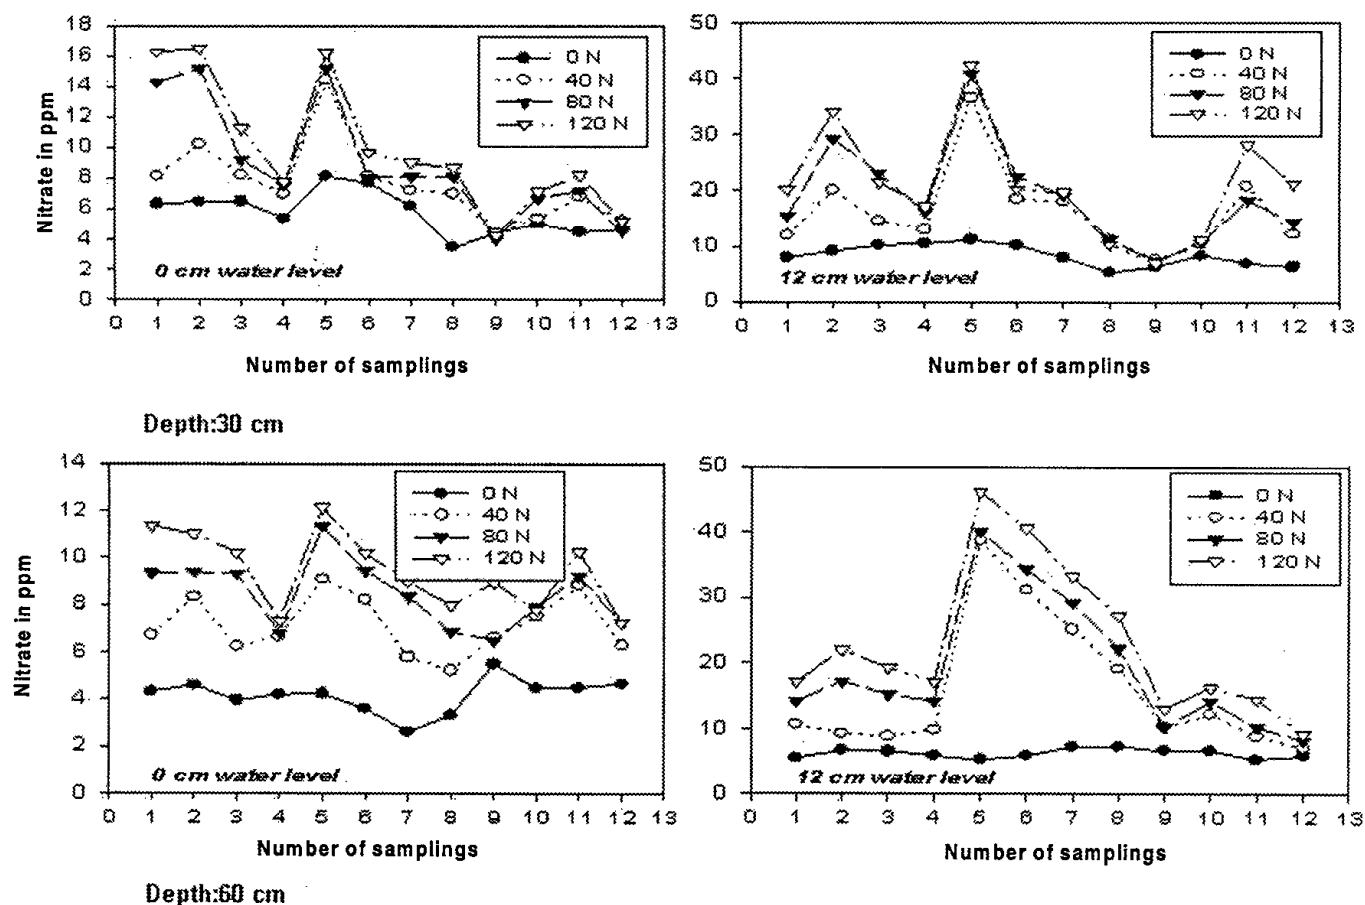 18
16
14
12
10
8
6
4
2
0
Nitrate in ppm
0 N
40 N
80 N
120 N
0 cm water level
0 1 2 3 4 5 6 7 8 9 10 11 12 13
Number of samplings
50
40
30
20
10
0
0 N
40 N
80 N
120 N
12 cm water level
0 1 2 3 4 5 6 7 8 9 10 11 12 13
Number of samplings
Depth:30 cm
14
12
10
8
6
4
2
0
Nitrate in ppm
0 N
40 N
80 N
120 N
0 cm water level
0 1 2 3 4 5 6 7 8 9 10 11 12 13
Number of samplings
50
40
30
20
10
0
0 N
40 N
80 N
120 N
12 cm water level
0 1 2 3 4 5 6 7 8 9 10 11 12 13
Number of samplings
Depth:60 cm